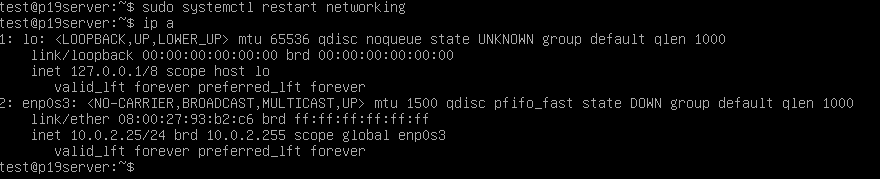 test@p19server:~$ sudo systemctl restart networking
test@p19server:~$ ip a
1: lo: <LOOPBACK,UP,LOWER_UP> mtu 65536 qdisc noqueue state UNKNOWN group default qlen 1000
    link/loopback 00:00:00:00:00:00 brd 00:00:00:00:00:00
    inet 127.0.0.1/8 scope host lo
       valid_lft forever preferred_lft forever
2: enp0s3: <NO-CARRIER,BROADCAST,MULTICAST,UP> mtu 1500 qdisc pfifo_fast state DOWN group default qlen 1000
    link/ether 08:00:27:93:b2:c6 brd ff:ff:ff:ff:ff:ff
    inet 10.0.2.25/24 brd 10.0.2.255 scope global enp0s3
       valid_lft forever preferred_lft forever
test@p19server:~$